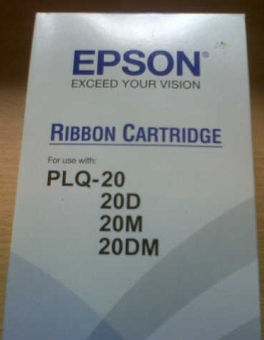 EPSON®
EXCEED YOUR VISION
RIBBON CARTRIDGE
For use with:
PLQ-20
20D
20M
20DM